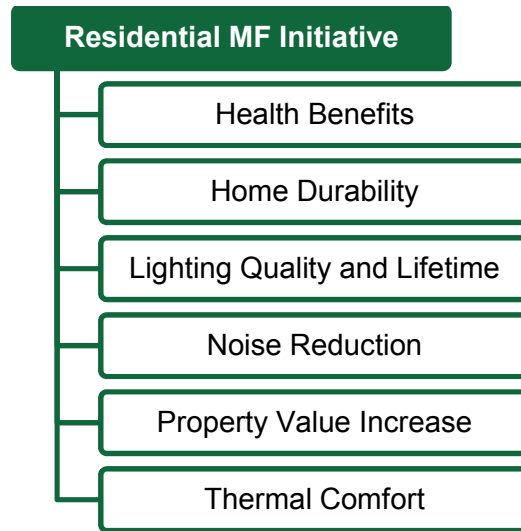 Residential MF Initiative
Health Benefits
Home Durability
Lighting Quality and Lifetime
Noise Reduction
Property Value Increase
Thermal Comfort